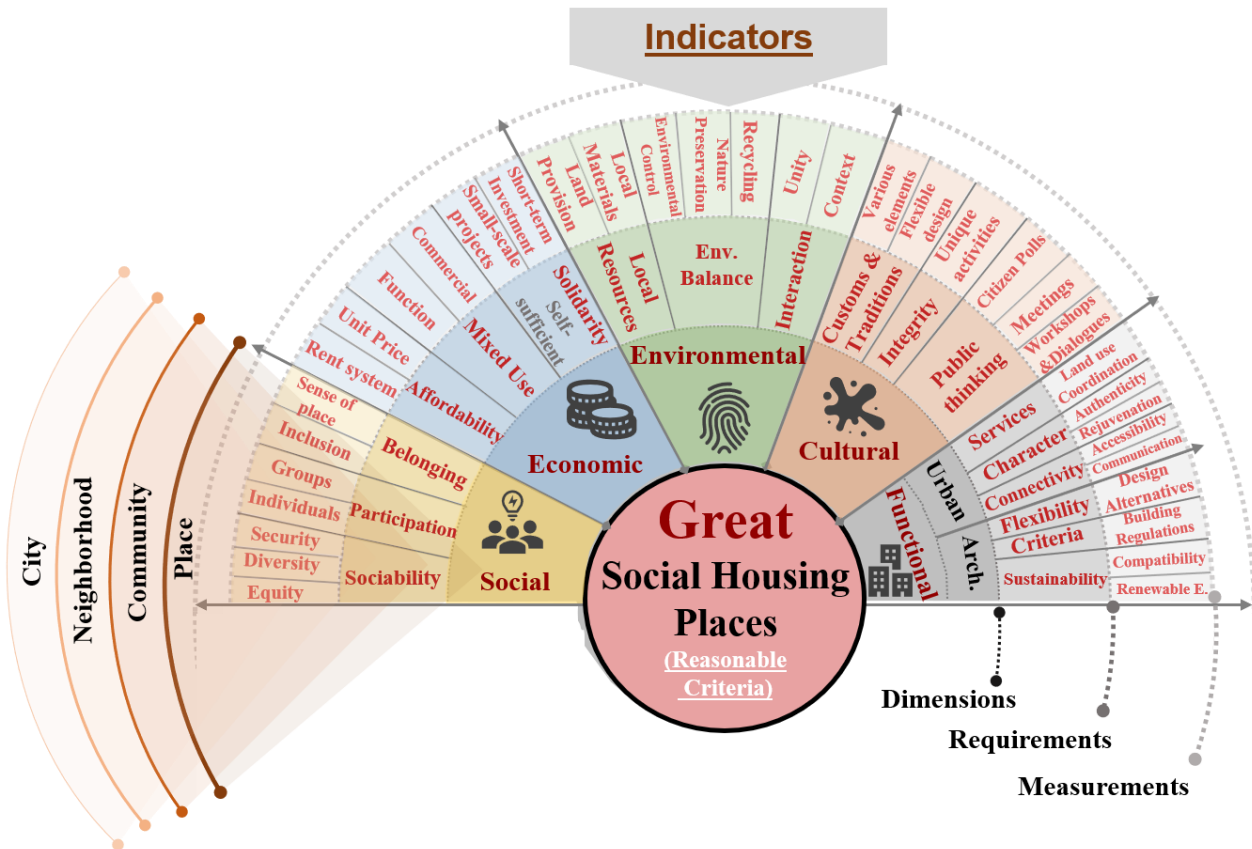 Indicators
Great
Social Housing
Places
(Reasonable
Criteria)
City
Neighborhood
Community
Place
Social
Sociability
Equity
Diversity
Security
Participation
Individuals
Groups
Belonging
Inclusion
Sense of
place
Economic
Affordability
Rent system
Unit Price
Mixed Use
Function
Commercial
Self-
sufficient
Solidarity
Small-scale
projects
Short-term
Investment
Environmental
Local
Resources
Land
Provision
Local
Materials
Env.
Balance
Environmental
Control
Nature
Preservation
Recycling
Interaction
Unity
Context
Cultural
Customs &
Traditions
Various
elements
Flexible
design
Integrity
Unique
activities
Public
thinking
Citizen Polls
Meetings
Workshops
&Dialogues
Functional
Urban
Services
Land use
Coordination
Character
Authenticity
Rejuvenation
Connectivity
Accessibility
Communication
Arch.
Flexibility
Design
Alternatives
Criteria
Building
Regulations
Sustainability
Compatibility
Renewable E.
Dimensions
Requirements
Measurements